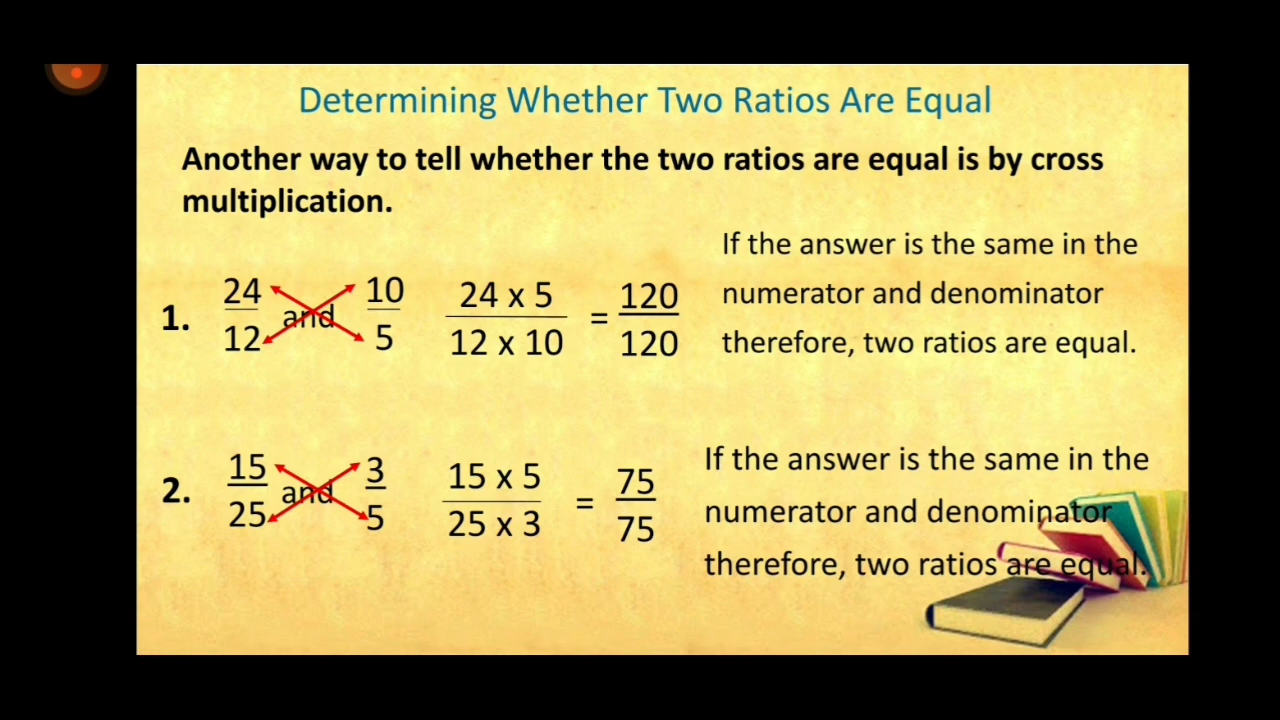 Determining Whether Two Ratios Are Equal
Another way to tell whether the two ratios are equal is by cross
multiplication.
1. 24/12 and 10/5 24 x 5/12 x 10 = 120/120
If the answer is the same in the
numerator and denominator
therefore, two ratios are equal.
2. 15/25 and 3/5 15 x 5/25 x 3 = 75/75
If the answer is the same in the
numerator and denominator
therefore, two ratios are equal.